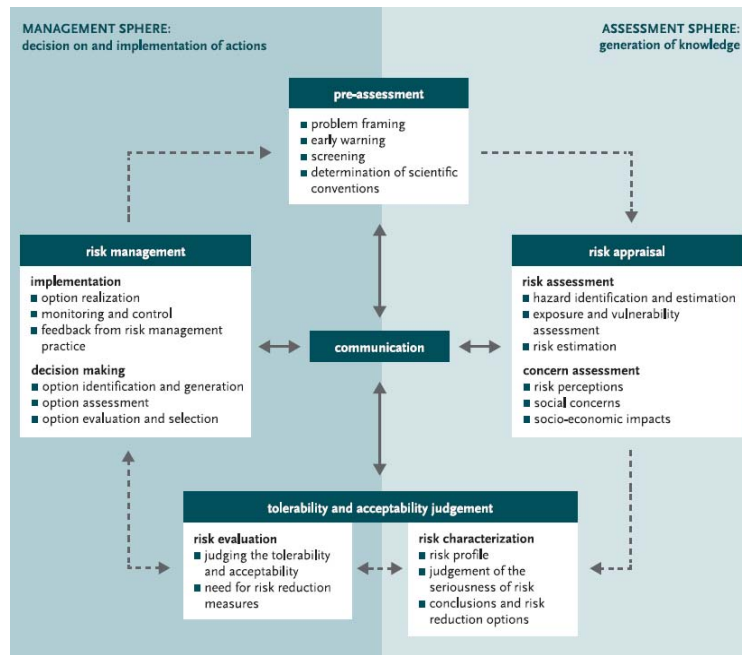 MANAGEMENT SPHERE:
decision on and implementation of actions
ASSESSMENT SPHERE:
generation of knowledge
pre-assessment
problem framing
early warning
screening
determination of scientific
conventions
risk management
implementation
option realization
monitoring and control
feedback from risk management
practice
decision making
option identification and generation
option assessment
option evaluation and selection
communication
risk appraisal
risk assessment
hazard identification and estimation
exposure and vulnerability
assessment
risk estimation
concern assessment
risk perceptions
social concerns
socio-economic impacts
tolerability and acceptability judgement
risk evaluation
judging the tolerability
and acceptability
need for risk reduction
measures
risk characterization
risk profile
judgement of the
seriousness of risk
conclusions and risk
reduction options